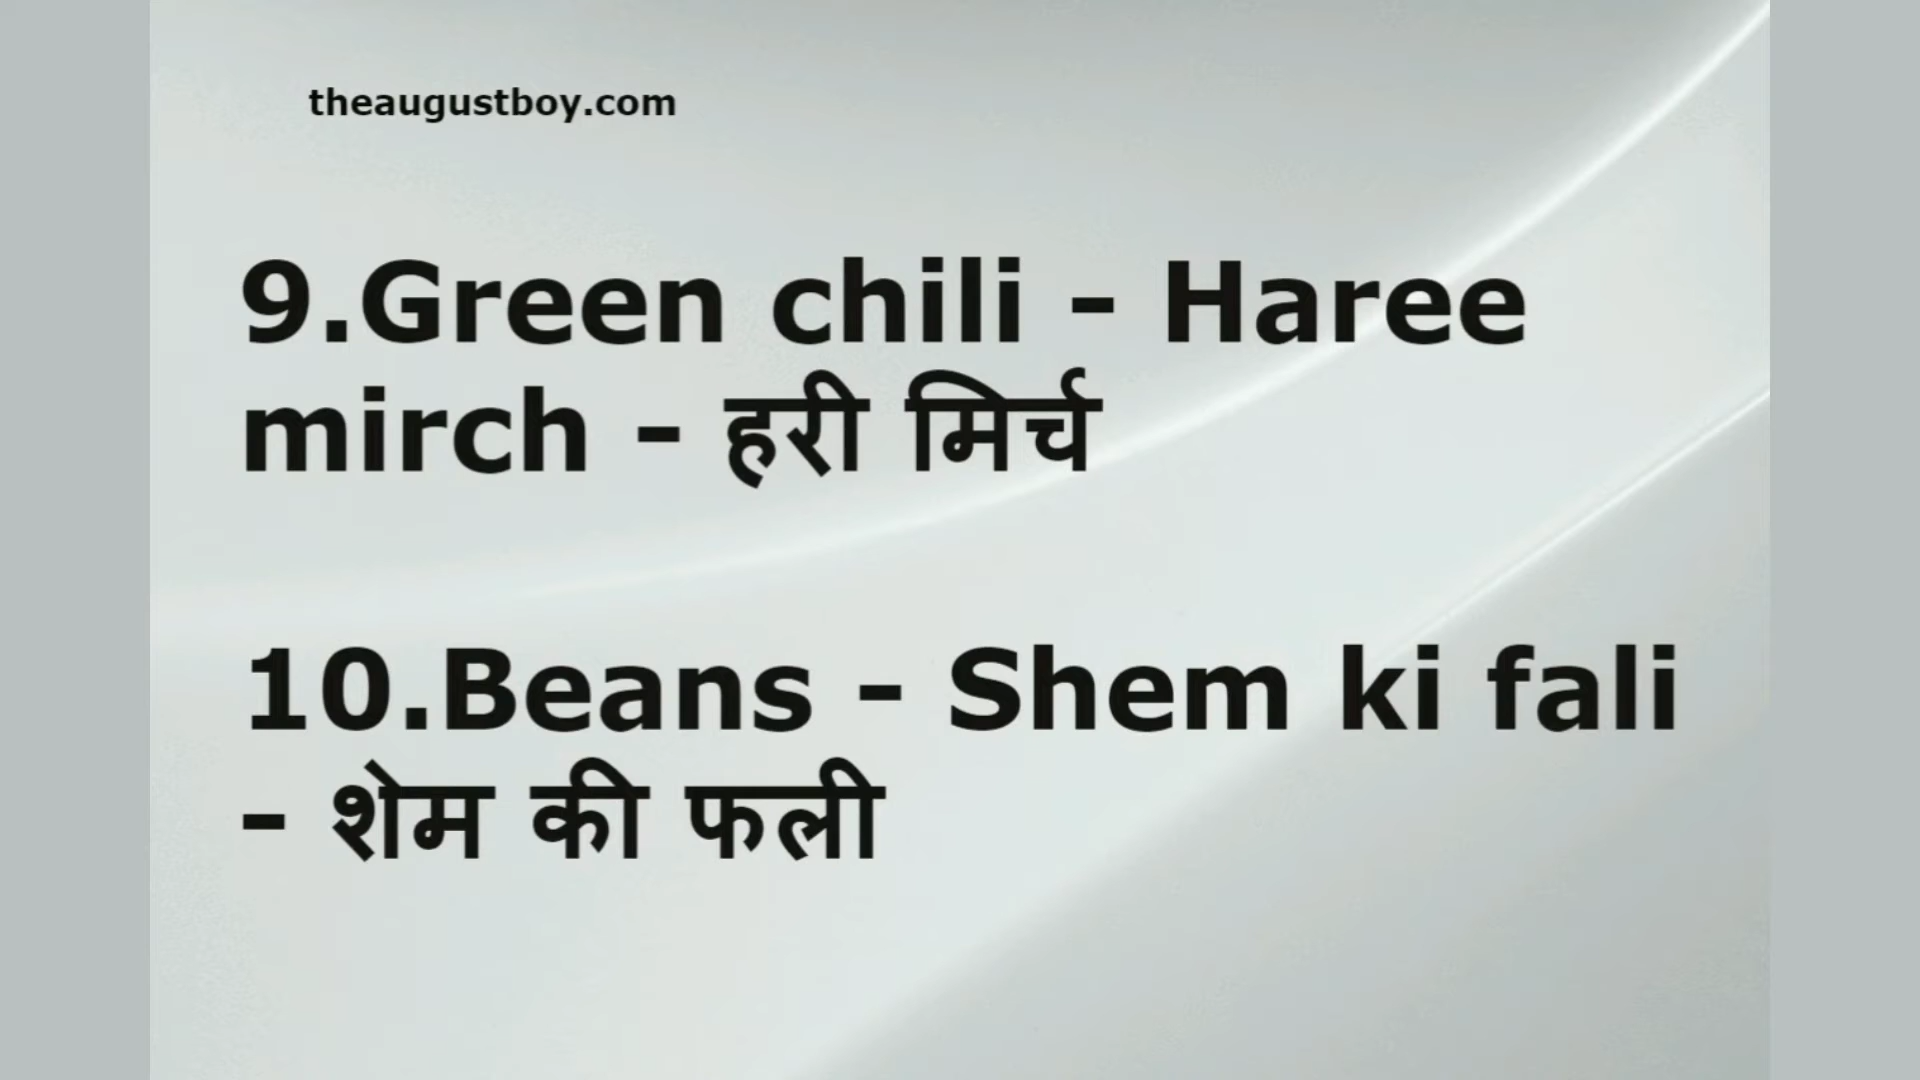 theaugustboy.com
9.Green chili - Haree
mirch - हरी मिर्च
10.Beans - Shem ki fali
- शेम की फली